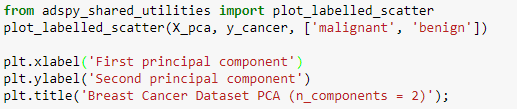 from adspy_shared_utilities import plot_labelled_scatter
plot_labelled_scatter(X_pca, y_cancer, ['malignant', 'benign'])
plt.xlabel('First principal component')
plt.ylabel('Second principal component')
plt.title('Breast Cancer Dataset PCA (n_components = 2)');